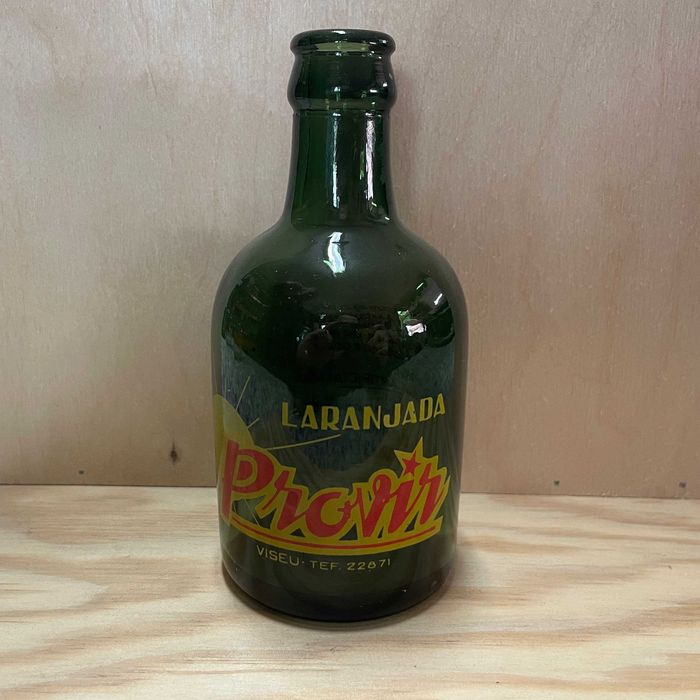 LARANJADA
Provir
VISEU · TEF. 22871